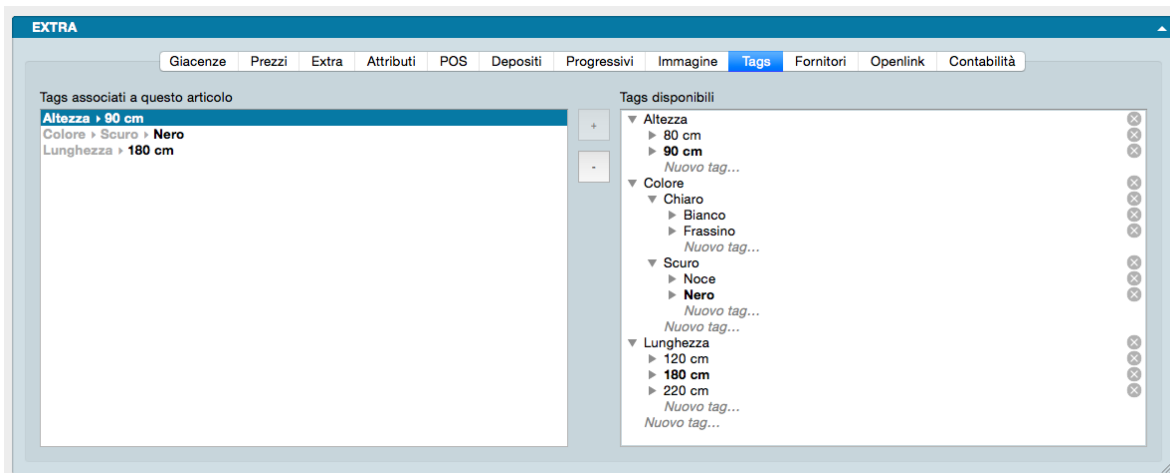 EXTRA
Giacenze Prezzi Extra Attributi POS Depositi Progressivi Immagine Tags Fornitori Openlink Contabilità
Tags associati a questo articolo
Altezza ▸ 90 cm
Colore ▸ Scuro ▸ Nero
Lunghezza ▸ 180 cm
+
-
Tags disponibili
Altezza
80 cm
90 cm
Nuovo tag...
Colore
Chiaro
Bianco
Frassino
Nuovo tag...
Scuro
Noce
Nero
Nuovo tag...
Nuovo tag...
Lunghezza
120 cm
180 cm
220 cm
Nuovo tag...
Nuovo tag...